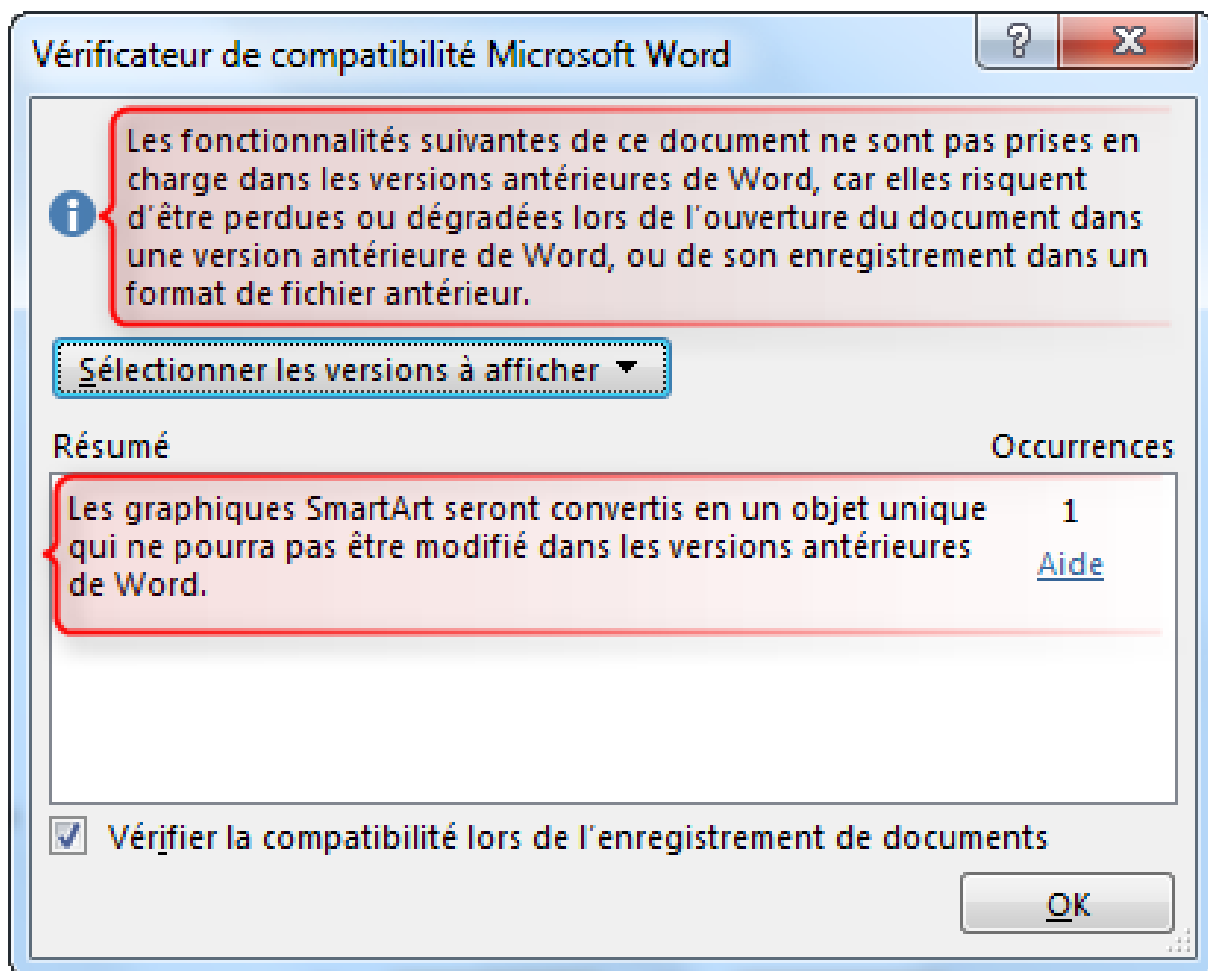 Vérificateur de compatibilité Microsoft Word
Les fonctionnalités suivantes de ce document ne sont pas prises en
charge dans les versions antérieures de Word, car elles risquent
d'être perdues ou dégradées lors de l'ouverture du document dans
une version antérieure de Word, ou de son enregistrement dans un
format de fichier antérieur.
Sélectionner les versions à afficher
Résumé Occurrences
Les graphiques SmartArt seront convertis en un objet unique 1
qui ne pourra pas être modifié dans les versions antérieures
Aide
de Word.
Vérifier la compatibilité lors de l'enregistrement de documents
OK